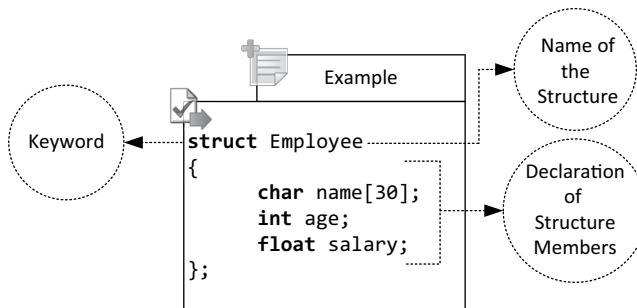 Example
Name of
the
Structure
Keyword
struct Employee
{
char name[30];
int age;
float salary;
};
Declaration
of
Structure
Members